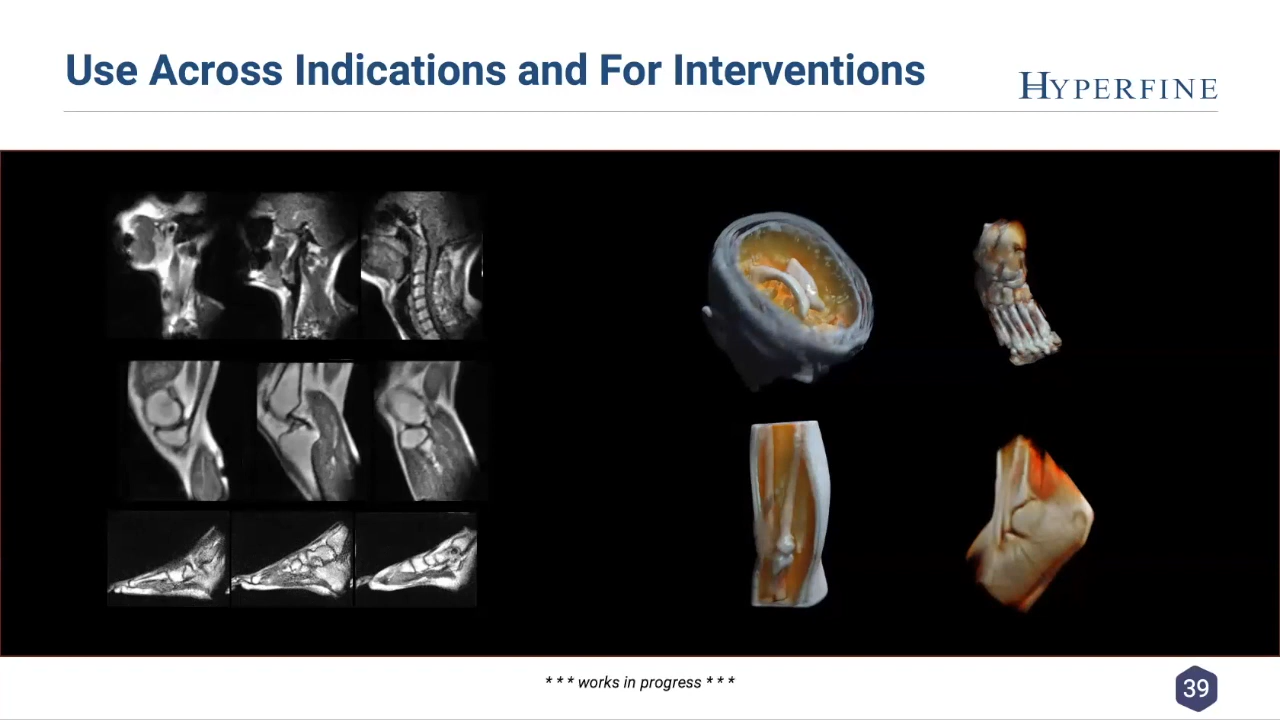 Use Across Indications and For Interventions
HYPERFINE
* * * works in progress * * *
39